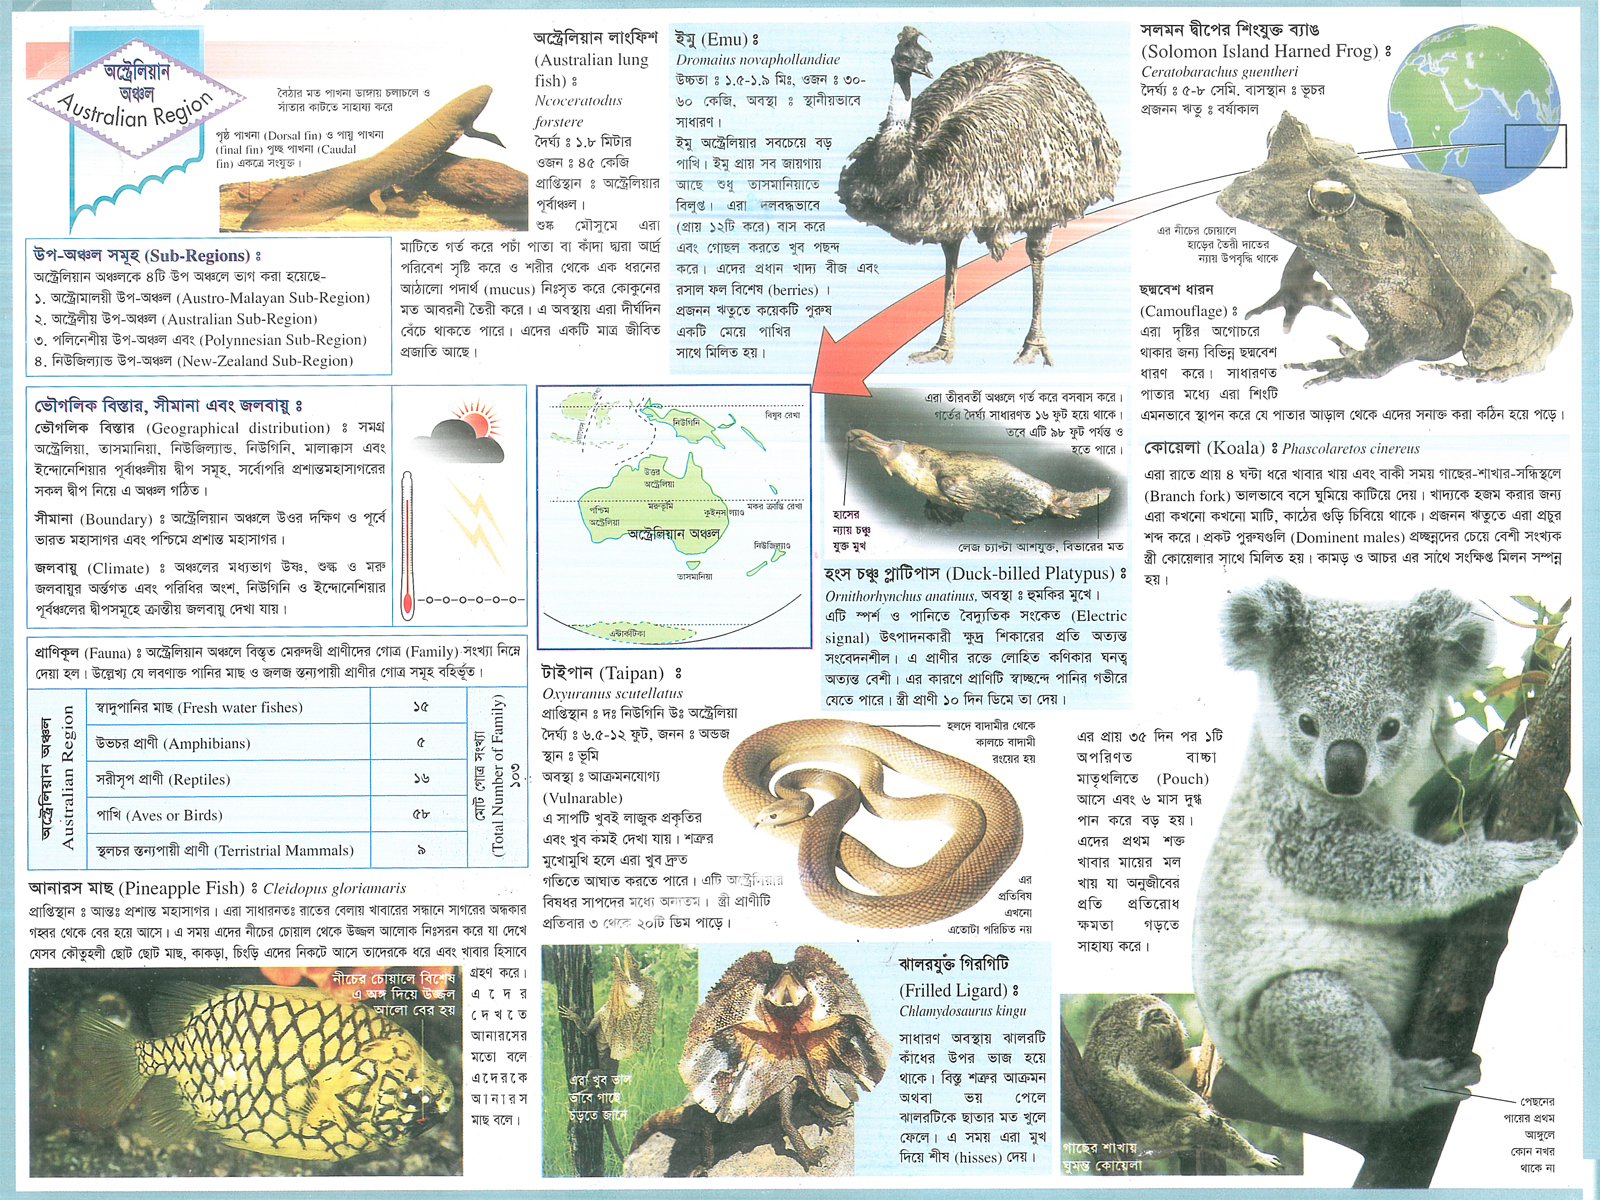 অস্ট্রেলিয়ান
অঞ্চল
Australian Region
বৈঠার মত পাখনা ডাঙ্গায় চলাচলে ও
সাঁতার কাটতে সাহায্য করে
পৃষ্ঠ পাখনা (Dorsal fin) ও পায়ু পাখনা
(final fin) পুচ্ছ পাখনা (Caudal
fin) একত্রে সংযুক্ত।
অস্ট্রেলিয়ান লাংফিশ
(Australian lung
fish) :
Ncoceratodus
forstere
দৈর্ঘ্য : ১.৮ মিটার
ওজন : ৪৫ কেজি
প্রাপ্তিস্থান : অস্ট্রেলিয়ার
পূর্বাঞ্চল।
শুষ্ক মৌসুমে এরা
মাটিতে গর্ত করে পচাঁ পাতা বা কাঁদা দ্বারা আর্দ্র
পরিবেশ সৃষ্টি করে ও শরীর থেকে এক ধরনের
আঠালো পদার্থ (mucus) নিঃসৃত করে কোকুনের
মত আবরনী তৈরী করে। এ অবস্থায় এরা দীর্ঘদিন
বেঁচে থাকতে পারে। এদের একটি মাত্র জীবিত
প্রজাতি আছে।
ইমু (Emu) :
Dromaius novaphollandiae
উচ্চতা : ১.৫-১.৯ মিঃ, ওজন : ৩০-
৬০ কেজি, অবস্থা : স্থানীয়ভাবে
সাধারণ।
ইমু অস্ট্রেলিয়ার সবচেয়ে বড়
পাখি। ইমু প্রায় সব জায়গায়
আছে শুধু তাসমানিয়াতে
বিলুপ্ত। এরা দলবদ্ধভাবে
(প্রায় ১২টি করে) বাস করে
এবং গোছল করতে খুব পছন্দ
করে। এদের প্রধান খাদ্য বীজ এবং
রসাল ফল বিশেষ (berries) ।
প্রজনন ঋতুতে কয়েকটি পুরুষ
একটি মেয়ে পাখির
সাথে মিলিত হয়।
সলমন দ্বীপের শিংযুক্ত ব্যাঙ
(Solomon Island Harned Frog) :
Ceratobarachus guentheri
দৈর্ঘ্য : ৫-৮ সেমি. বাসস্থান : ভূচর
প্রজনন ঋতু : বর্ষাকাল
এর নীচের চোয়ালে
হাড়ের তৈরী দাতের
ন্যায় উপবৃদ্ধি থাকে
ছদ্মবেশ ধারন
(Camouflage) :
এরা দৃষ্টির অগোচরে
থাকার জন্য বিভিন্ন ছদ্মবেশ
ধারণ করে। সাধারণত
পাতার মধ্যে এরা শিংটি
এমনভাবে স্থাপন করে যে পাতার আড়াল থেকে এদের সনাক্ত করা কঠিন হয়ে পড়ে।
উপ-অঞ্চল সমূহ (Sub-Regions) :
অস্ট্রেলিয়ান অঞ্চলকে ৪টি উপ অঞ্চলে ভাগ করা হয়েছে-
১. অস্ট্রোমালয়ী উপ-অঞ্চল (Austro-Malayan Sub-Region)
২. অস্ট্রেলীয় উপ-অঞ্চল (Australian Sub-Region)
৩. পলিনেশীয় উপ-অঞ্চল এবং (Polynnesian Sub-Region)
৪. নিউজিল্যান্ড উপ-অঞ্চল (New-Zealand Sub-Region)
ভৌগলিক বিস্তার, সীমানা এবং জলবায়ু :
ভৌগলিক বিস্তার (Geographical distribution) : সমগ্র
অস্ট্রেলিয়া, তাসমানিয়া, নিউজিল্যান্ড, নিউগিনি, মালাক্কাস এবং
ইন্দোনেশিয়ার পূর্বাঞ্চলীয় দ্বীপ সমূহ, সর্বোপরি প্রশান্তমহাসাগরের
সকল দ্বীপ নিয়ে এ অঞ্চল গঠিত।
সীমানা (Boundary) : অস্ট্রেলিয়ান অঞ্চলে উওর দক্ষিণ ও পূর্বে
ভারত মহাসাগর এবং পশ্চিমে প্রশান্ত মহাসাগর।
জলবায়ু (Climate) : অঞ্চলের মধ্যভাগ উষ্ণ, শুষ্ক ও মরু
জলবায়ুর অর্ন্তগত এবং পরিধির অংশ, নিউগিনি ও ইন্দোনেশিয়ার
পূর্বঞ্চলের দ্বীপসমূহে ক্রান্তীয় জলবায়ু দেখা যায়।
বিষুব রেখা
নিউগিনি
উত্তর
অস্ট্রেলিয়া
পশ্চিম
অস্ট্রেলিয়া
মরুভূমি
কুইনস ল্যাণ্ড
মকর ক্রান্তি রেখা
অস্ট্রেলিয়ান অঞ্চল
নিউজিল্যাণ্ড
তাসমানিয়া
এন্টার্কটিকা
এরা তীরবর্তী অঞ্চলে গর্ত করে বসবাস করে।
গর্তের দৈর্ঘ্য সাধারণত ১৬ ফুট হয়ে থাকে।
তবে এটি ৯৮ ফুট পর্যন্ত ও
হতে পারে।
হাসের
ন্যায় চঞ্চু
যুক্ত মুখ
লেজ চ্যাপ্টা আশযুক্ত, বিভারের মত
হংস চঞ্চু প্লাটিপাস (Duck-billed Platypus) :
Ornithorhynchus anatinus, অবস্থা : হুমকির মুখে।
এটি স্পর্শ ও পানিতে বৈদ্যুতিক সংকেত (Electric
signal) উৎপাদনকারী ক্ষুদ্র শিকারের প্রতি অত্যন্ত
সংবেদনশীল। এ প্রাণীর রক্তে লোহিত কণিকার ঘনত্ব
অত্যন্ত বেশী। এর কারণে প্রাণিটি স্বাচ্ছন্দে পানির গভীরে
যেতে পারে। স্ত্রী প্রাণী ১০ দিন ডিমে তা দেয়।
কোয়েলা (Koala) : Phascolaretos cinereus
এরা রাতে প্রায় ৪ ঘন্টা ধরে খাবার খায় এবং বাকী সময় গাছের-শাখার-সন্ধিস্থলে
(Branch fork) ভালভাবে বসে ঘুমিয়ে কাটিয়ে দেয়। খাদ্যকে হজম করার জন্য
এরা কখনো কখনো মাটি, কাঠের গুড়ি চিবিয়ে থাকে। প্রজনন ঋতুতে এরা প্রচুর
শব্দ করে। প্রকট পুরুষগুলি (Dominent males) প্রচ্ছন্নদের চেয়ে বেশী সংখ্যক
স্ত্রী কোয়েলার সাথে মিলিত হয়। কামড় ও আচর এর সাথে সংক্ষিপ্ত মিলন সম্পন্ন
হয়।
প্রাণিকূল (Fauna) : অস্ট্রেলিয়ান অঞ্চলে বিস্তৃত মেরুদণ্ডী প্রাণীদের গোত্র (Family) সংখ্যা নিম্নে
দেয়া হল। উল্লেখ্য যে লবণাক্ত পানির মাছ ও জলজ স্তন্যপায়ী প্রাণীর গোত্র সমূহ বহির্ভূত।
অস্ট্রেলিয়ান অঞ্চল
Australian Region
স্বাদুপানির মাছ (Fresh water fishes) ১৫
উভচর প্রাণী (Amphibians) ৫
সরীসৃপ প্রাণী (Reptiles) ১৬
পাখি (Aves or Birds) ৫৮
স্থলচর স্তন্যপায়ী প্রাণী (Terristrial Mammals) ৯
মোট গোত্র সংখ্যা
(Total Number of Family)
১০৩
টাইপান (Taipan) :
Oxyuranus scutellatus
প্রাপ্তিস্থান : দঃ নিউগিনি উঃ অস্ট্রেলিয়া
দৈর্ঘ্য : ৬.৫-১২ ফুট, জনন : অন্ডজ
স্থান : ভূমি
অবস্থা : আক্রমনযোগ্য
(Vulnarable)
এ সাপটি খুবই লাজুক প্রকৃতির
এবং খুব কমই দেখা যায়। শত্রুর
মুখোমুখি হলে এরা খুব দ্রুত
গতিতে আঘাত করতে পারে। এটি অস্ট্রেলিয়ার
বিষধর সাপদের মধ্যে অন্যতম। স্ত্রী প্রাণীটি
প্রতিবার ৩ থেকে ২০টি ডিম পাড়ে।
হলদে বাদামীর থেকে
কালচে বাদামী
রংয়ের হয়
এর
প্রতিবিষ
এখনো
এতোটা পরিচিত নয়
এর প্রায় ৩৫ দিন পর ১টি
অপরিণত বাচ্চা
মাতৃথলিতে (Pouch)
আসে এবং ৬ মাস দুগ্ধ
পান করে বড় হয়।
এদের প্রথম শক্ত
খাবার মায়ের মল
খায় যা অনুজীবের
প্রতি প্রতিরোধ
ক্ষমতা গড়তে
সাহায্য করে।
আনারস মাছ (Pineapple Fish) : Cleidopus gloriamaris
প্রাপ্তিস্থান : আন্তঃ প্রশান্ত মহাসাগর। এরা সাধারনতঃ রাতের বেলায় খাবারের সন্ধানে সাগরের অন্ধকার
গহ্বর থেকে বের হয়ে আসে। এ সময় এদের নীচের চোয়াল থেকে উজ্জল আলোক নিঃসরন করে যা দেখে
যেসব কৌতুহলী ছোট ছোট মাছ, কাকড়া, চিংড়ি এদের নিকটে আসে তাদেরকে ধরে এবং খাবার হিসাবে
গ্রহণ করে।
এদের
দেখতে
আনারসের
মতো বলে
এদেরকে
আনারস
মাছ বলে।
নীচের চোয়ালে বিশেষ
এ অঙ্গ দিয়ে উজ্জল
আলো বের হয়
এরা খুব ভাল
ভাবে গাছে
চড়তে জানে
ঝালরযুক্ত গিরগিটি
(Frilled Ligard) :
Chlamydosaurus kingu
সাধারণ অবস্থায় ঝালরটি
কাঁধের উপর ভাজ হয়ে
থাকে। বিন্তু শত্রুর আক্রমন
অথবা ভয় পেলে
ঝালরটিকে ছাতার মত খুলে
ফেলে। এ সময় এরা মুখ
দিয়ে শীষ (hisses) দেয়।
গাছের শাখায়
ঘুমন্ত কোয়েলা
পেছনের
পায়ের প্রথম
আঙ্গুলে
কোন নখর
থাকে না